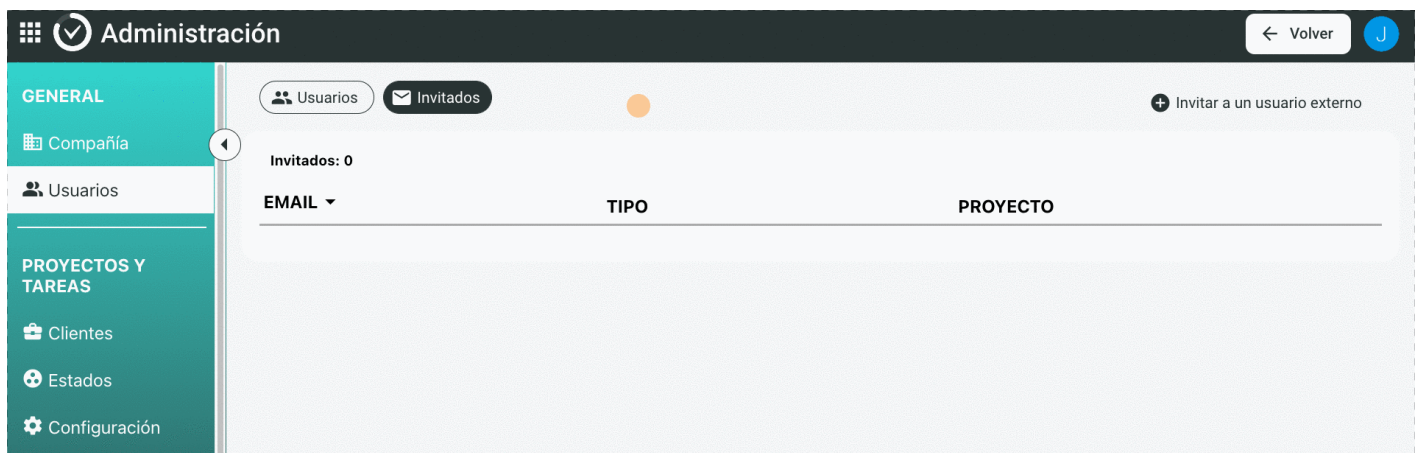 Administración
Volver
J
GENERAL
Compañía
Usuarios
PROYECTOS Y
TAREAS
Clientes
Estados
Configuración
Usuarios
Invitados
Invitar a un usuario externo
Invitados: 0
EMAIL TIPO PROYECTO